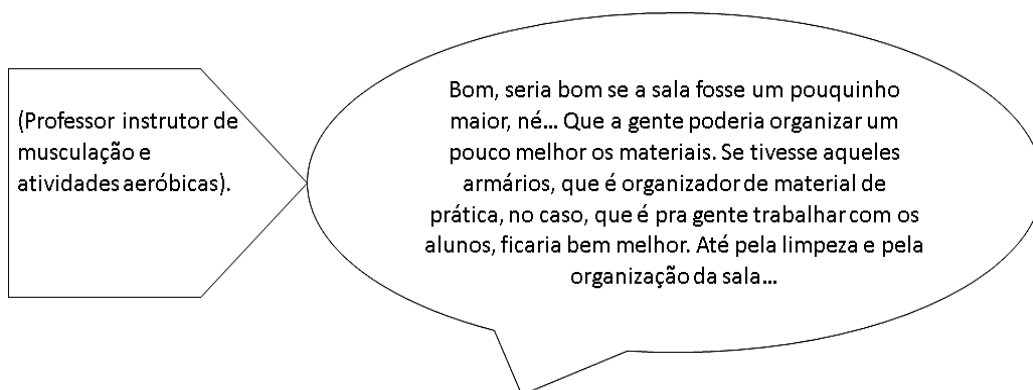 (Professor instrutor de
musculação e
atividades aeróbicas).
Bom, seria bom se a sala fosse um pouquinho
maior, né... Que a gente poderia organizar um
pouco melhor os materiais. Se tivesse aqueles
armários, que é organizador de material de
prática, no caso, que é pra gente trabalhar com os
alunos, ficaria bem melhor. Até pela limpeza e pela
organização da sala...